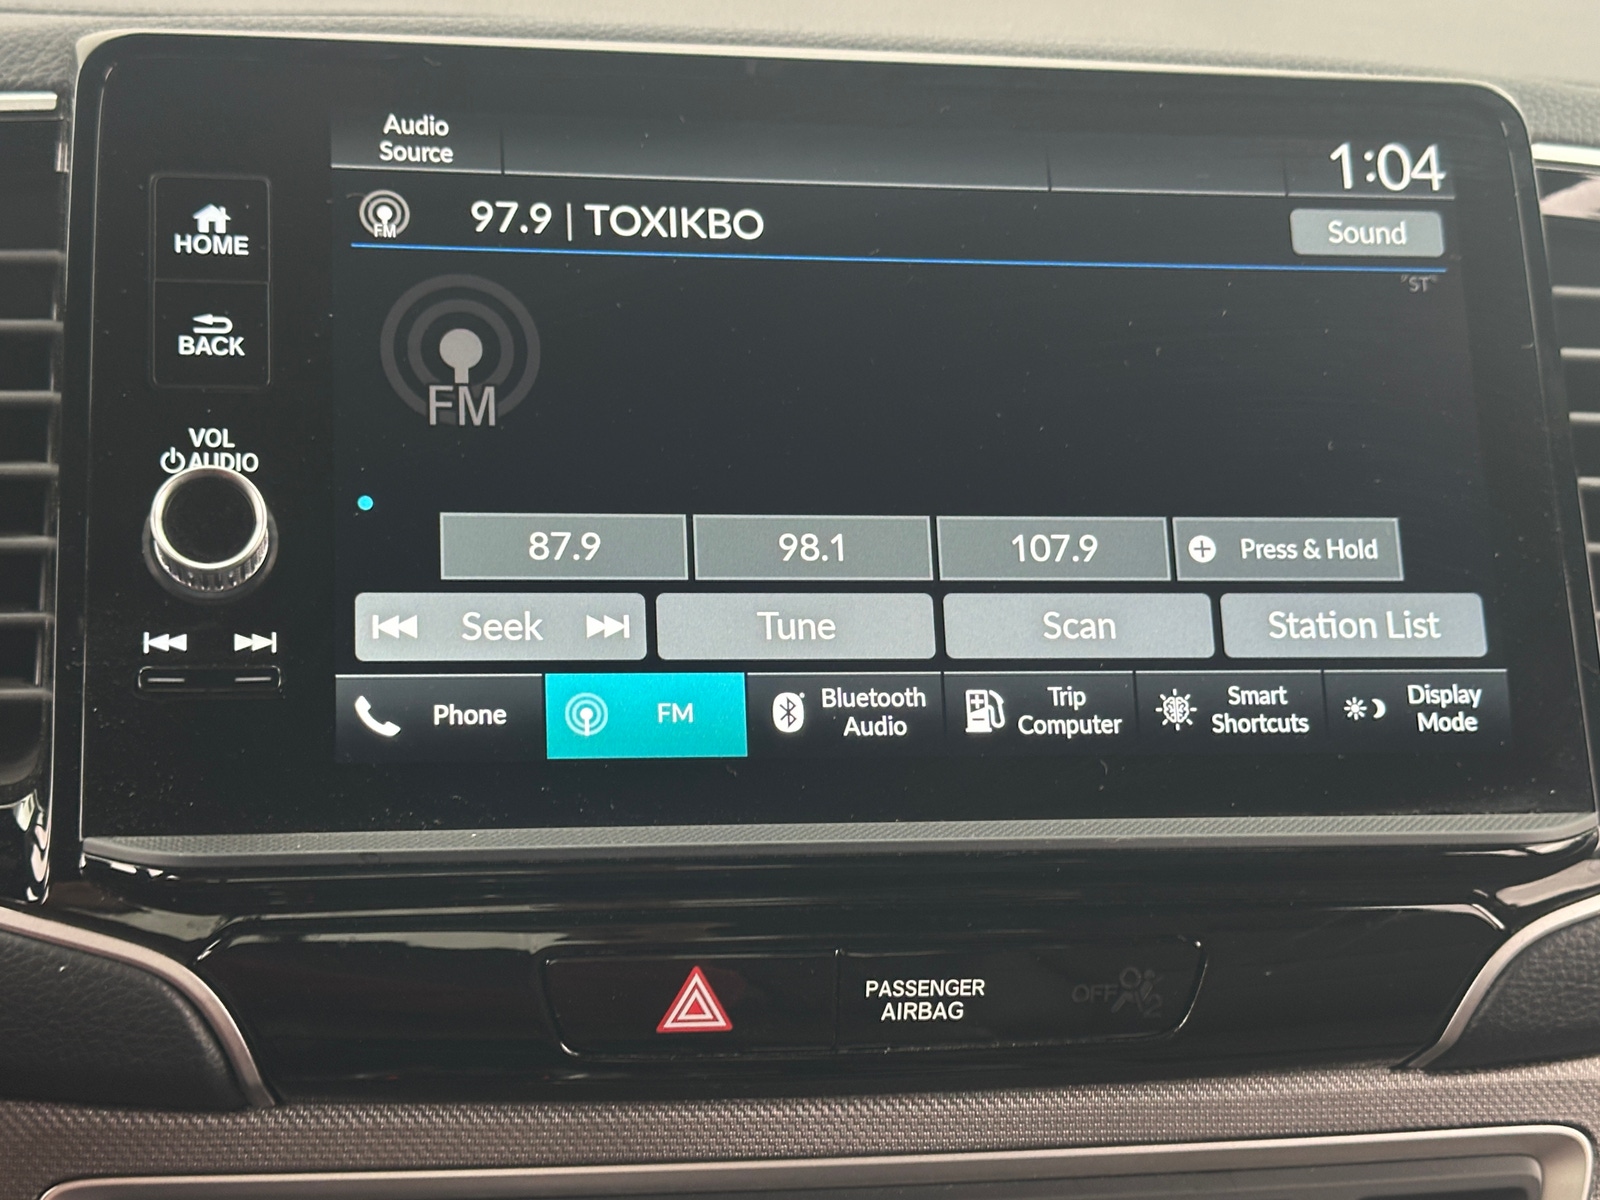 Audio
Source
1:04
FM
97.9 | TOXIKBO
Sound
"ST"
HOME
BACK
FM
VOL
AUDIO
87.9
98.1
107.9
Press & Hold
Seek
Tune
Scan
Station List
Phone
FM
Bluetooth
Audio
Trip
Computer
Smart
Shortcuts
Display
Mode
PASSENGER
AIRBAG
OFF
2